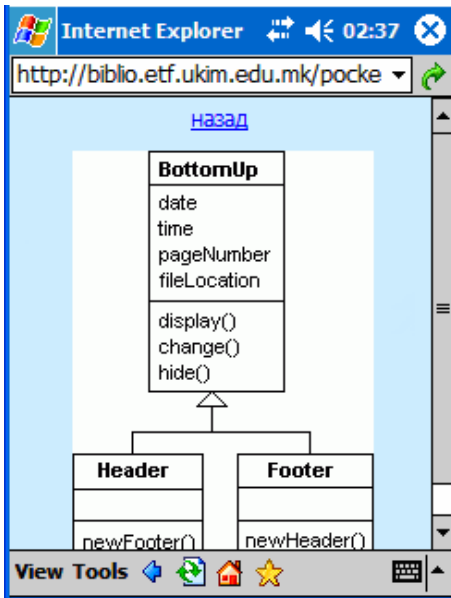 Internet Explorer 02:37
http://biblio.etf.ukim.edu.mk/pocke
назад
BottomUp
date
time
pageNumber
fileLocation
display()
change()
hide()
Header Footer
newFooter() newHeader()
View Tools